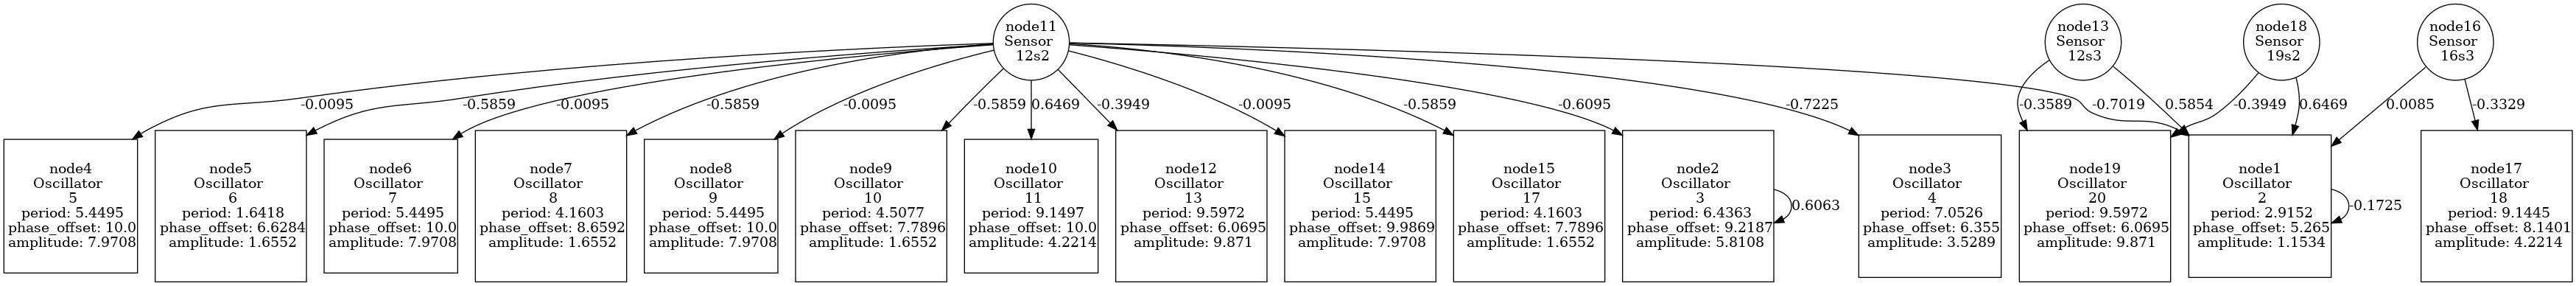 node11
Sensor
12s2
node13
Sensor
12s3
node18
Sensor
19s2
node16
Sensor
16s3
-0.0095
-0.5859
-0.0095
-0.5859
-0.0095
-0.5859
0.6469
-0.3949
-0.0095
-0.5859
-0.6095
-0.7225
-0.7019
-0.3589
0.5854
-0.3949
0.6469
0.0085
-0.3329
node4
Oscillator
5
period: 5.4495
phase_offset: 10.0
amplitude: 7.9708
node5
Oscillator
6
period: 1.6418
phase_offset: 6.6284
amplitude: 1.6552
node6
Oscillator
7
period: 5.4495
phase_offset: 10.0
amplitude: 7.9708
node7
Oscillator
8
period: 4.1603
phase_offset: 8.6592
amplitude: 1.6552
node8
Oscillator
9
period: 5.4495
phase_offset: 10.0
amplitude: 7.9708
node9
Oscillator
10
period: 4.5077
phase_offset: 7.7896
amplitude: 1.6552
node10
Oscillator
11
period: 9.1497
phase_offset: 10.0
amplitude: 4.2214
node12
Oscillator
13
period: 9.5972
phase_offset: 6.0695
amplitude: 9.871
node14
Oscillator
15
period: 5.4495
phase_offset: 9.9869
amplitude: 7.9708
node15
Oscillator
17
period: 4.1603
phase_offset: 7.7896
amplitude: 1.6552
node2
Oscillator
3
period: 6.4363
phase_offset: 9.2187
amplitude: 5.8108
0.6063
node3
Oscillator
4
period: 7.0526
phase_offset: 6.355
amplitude: 3.5289
node19
Oscillator
20
period: 9.5972
phase_offset: 6.0695
amplitude: 9.871
node1
Oscillator
2
period: 2.9152
phase_offset: 5.265
amplitude: 1.1534
-0.1725
node17
Oscillator
18
period: 9.1445
phase_offset: 8.1401
amplitude: 4.2214